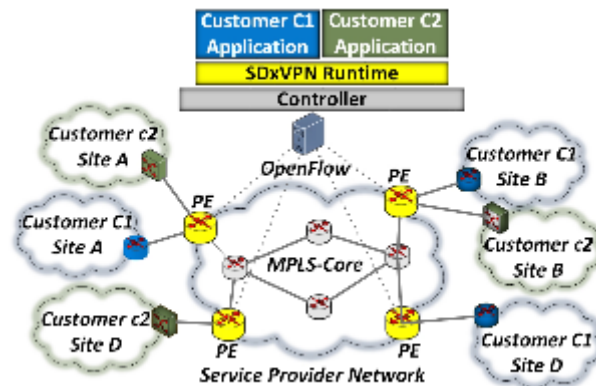 Customer C1
Application
Customer C2
Application
SDxVPN Runtime
Controller
Customer c2
Site A
OpenFlow
PE
PE
Customer C1
Site B
Customer C1
Site A
MPLS-Core
Customer c2
Site B
Customer c2
Site D
PE
PE
Customer C1
Site D
Service Provider Network